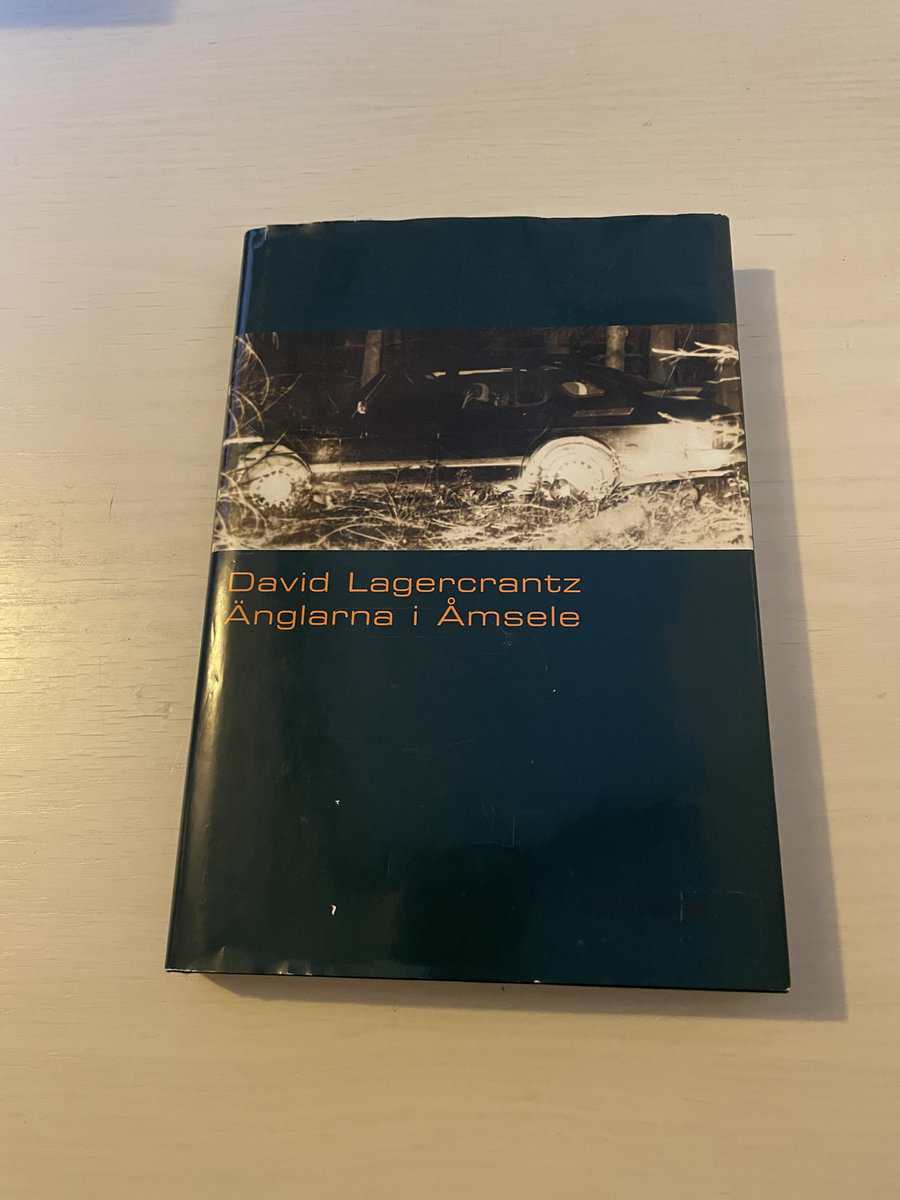 David Lagercrantz
Änglarna i Åmsele